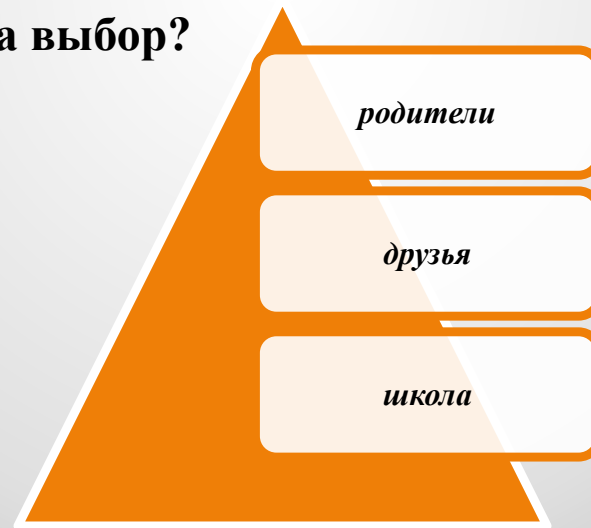 а выбор?
родители
друзья
школа